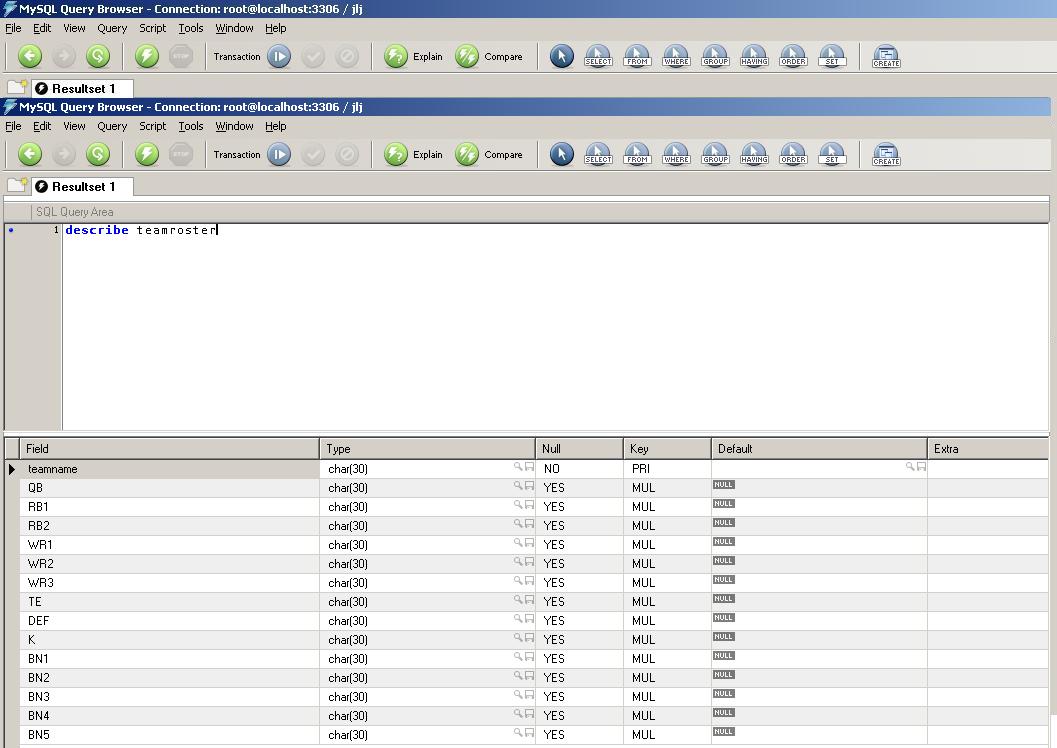 MySQL Query Browser - Connection: root@localhost:3306 / jlj
File Edit View Query Script Tools Window Help
STOP Transaction Explain Compare SELECT FROM WHERE GROUP HAVING ORDER SET CREATE
Resultset 1
MySQL Query Browser - Connection: root@localhost:3306 / jlj
File Edit View Query Script Tools Window Help
STOP Transaction Explain Compare SELECT FROM WHERE GROUP HAVING ORDER SET CREATE
Resultset 1
SQL Query Area
1 describe teamroster
Field Type Null Key Default Extra
teamname char(30) NO PRI
QB char(30) YES MUL NULL
RB1 char(30) YES MUL NULL
RB2 char(30) YES MUL NULL
WR1 char(30) YES MUL NULL
WR2 char(30) YES MUL NULL
WR3 char(30) YES MUL NULL
TE char(30) YES MUL NULL
DEF char(30) YES MUL NULL
K char(30) YES MUL NULL
BN1 char(30) YES MUL NULL
BN2 char(30) YES MUL NULL
BN3 char(30) YES MUL NULL
BN4 char(30) YES MUL NULL
BN5 char(30) YES MUL NULL